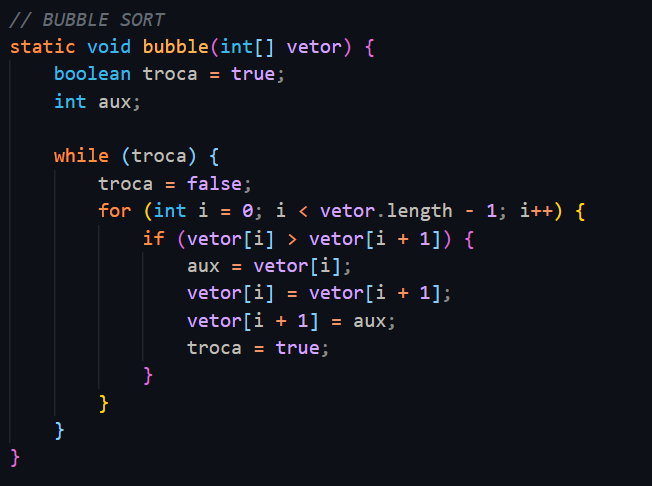 // BUBBLE SORT
static void bubble(int[] vetor) {
    boolean troca = true;
    int aux;

    while (troca) {
        troca = false;
        for (int i = 0; i < vetor.length - 1; i++) {
            if (vetor[i] > vetor[i + 1]) {
                aux = vetor[i];
                vetor[i] = vetor[i + 1];
                vetor[i + 1] = aux;
                troca = true;
            }
        }
    }
}